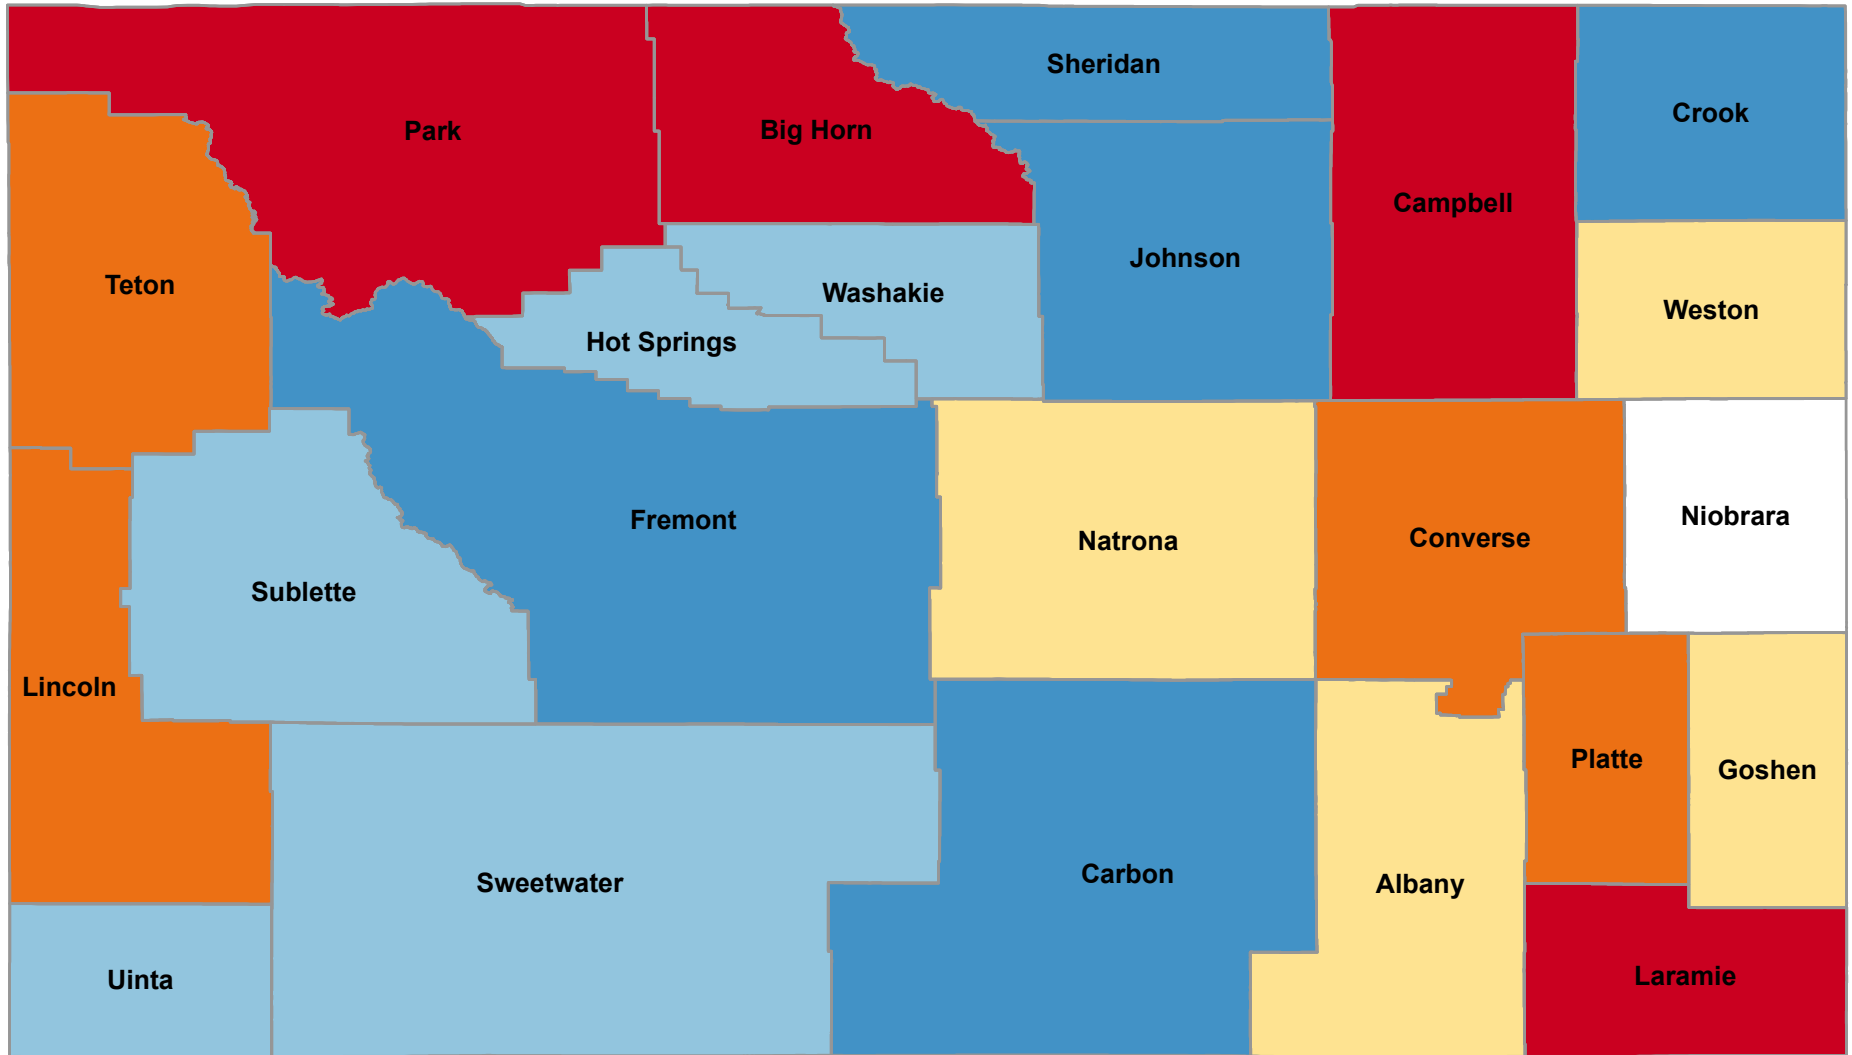 Sheridan
Crook
Park
Big Horn
Campbell
Johnson
Teton
Washakie
Weston
Hot Springs
Niobrara
Fremont
Converse
Natrona
Sublette
Lincoln
Platte
Goshen
Carbon
Sweetwater
Albany
Laramie
Uinta